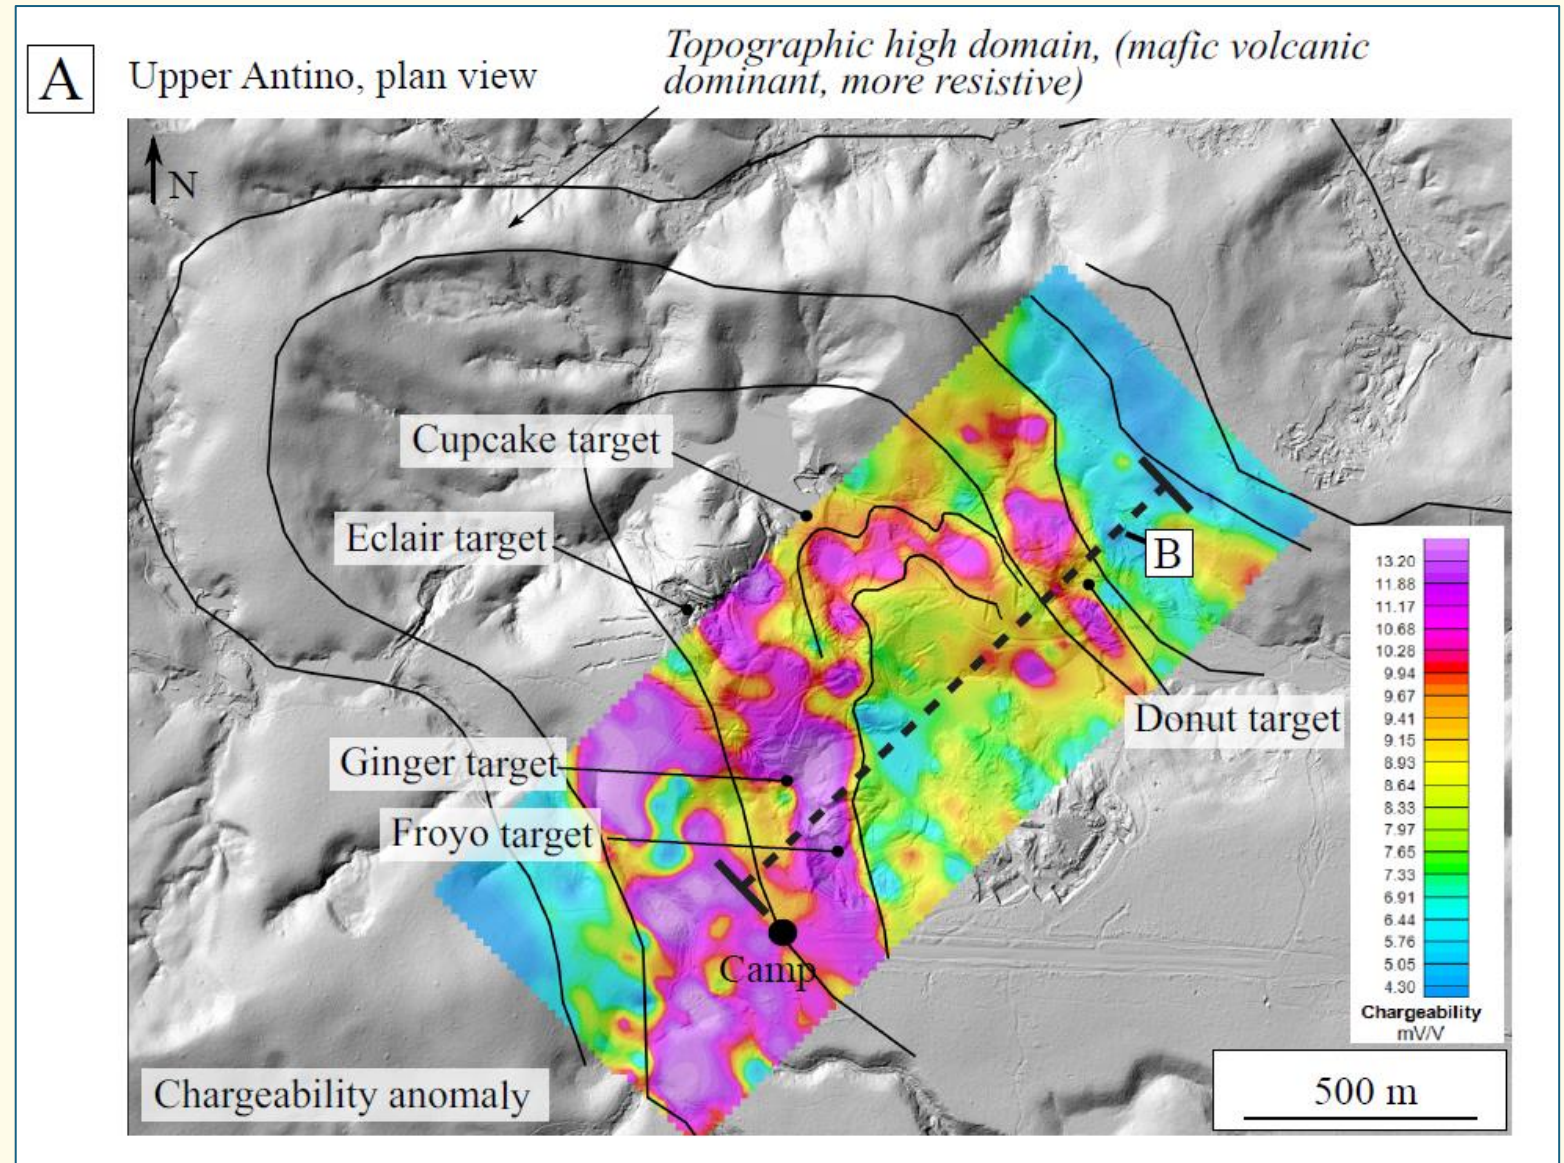 A
Upper Antino, plan view
Topographic high domain, (mafic volcanic
dominant, more resistive)
N
Cupcake target
Eclair target
B
Donut target
Ginger target
Froyo target
Camp
Chargeability anomaly
13.20
11.88
11.17
10.68
10.28
9.94
9.67
9.41
9.15
8.93
8.64
8.33
7.97
7.65
7.33
6.91
6.44
5.76
5.05
4.30
Chargeability
mV/V
500 m